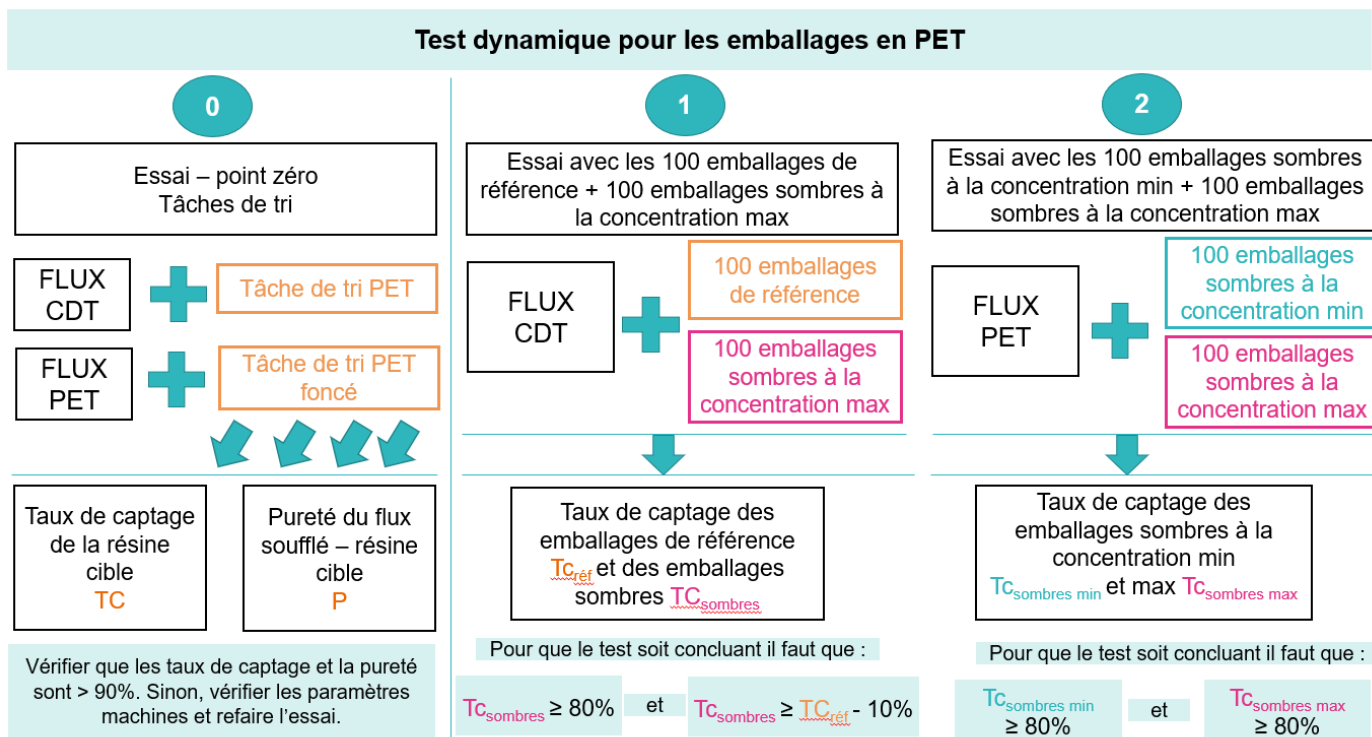 Test dynamique pour les emballages en PET
0
Essai – point zéro
Tâches de tri
FLUX
CDT
Tâche de tri PET
FLUX
PET
Tâche de tri PET
foncé
Taux de captage
de la résine
cible
TC
Pureté du flux
soufflé – résine
cible
P
Vérifier que les taux de captage et la pureté
sont > 90%. Sinon, vérifier les paramètres
machines et refaire l'essai.
1
Essai avec les 100 emballages de
référence + 100 emballages sombres à
la concentration max
FLUX
CDT
100 emballages
de référence
100 emballages
sombres à la
concentration max
Taux de captage des
emballages de référence
Tcréf et des emballages
sombres TCsombres
Pour que le test soit concluant il faut que :
Tcsombres ≥ 80%
et
Tcsombres ≥ TCréf - 10%
2
Essai avec les 100 emballages sombres
à la concentration min + 100 emballages
sombres à la concentration max
FLUX
PET
100 emballages
sombres à la
concentration min
100 emballages
sombres à la
concentration max
Taux de captage des
emballages sombres à la
concentration min
Tcsombres min et max Tcsombres max
Pour que le test soit concluant il faut que :
Tcsombres min
≥ 80%
et
Tcsombres max
≥ 80%